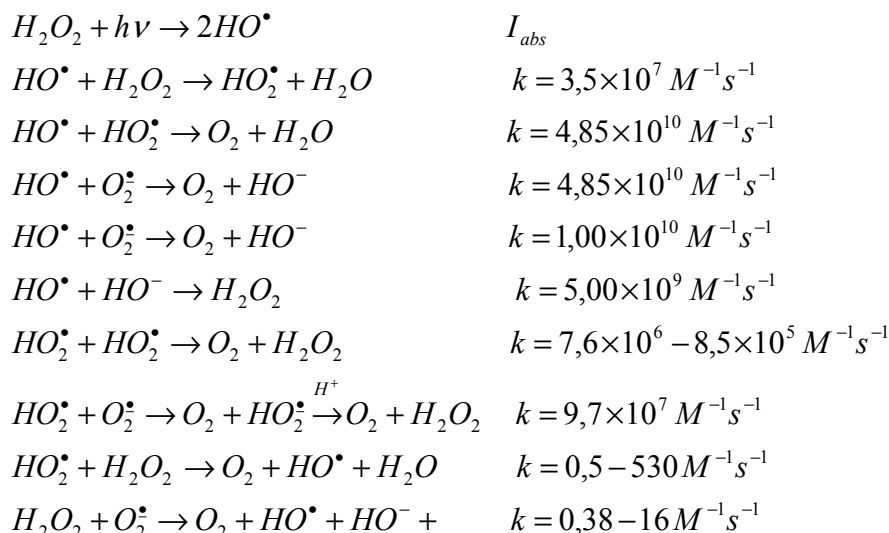 H₂O₂ + hν → 2HO• I_abs
HO• + H₂O₂ → HO₂• + H₂O k = 3,5×10⁷ M⁻¹s⁻¹
HO• + HO₂• → O₂ + H₂O k = 4,85×10¹⁰ M⁻¹s⁻¹
HO• + O₂•⁻ → O₂ + HO⁻ k = 4,85×10¹⁰ M⁻¹s⁻¹
HO• + O₂•⁻ → O₂ + HO⁻ k = 1,00×10¹⁰ M⁻¹s⁻¹
HO• + HO⁻ → H₂O₂ k = 5,00×10⁹ M⁻¹s⁻¹
HO₂• + HO₂• → O₂ + H₂O₂ k = 7,6×10⁶ − 8,5×10⁵ M⁻¹s⁻¹
HO₂• + O₂•⁻ → O₂ + HO₂•⁻ →(H⁺) O₂ + H₂O₂ k = 9,7×10⁷ M⁻¹s⁻¹
HO₂• + H₂O₂ → O₂ + HO• + H₂O k = 0,5 − 530 M⁻¹s⁻¹
H₂O₂ + O₂•⁻ → O₂ + HO• + HO⁻ + k = 0,38 − 16 M⁻¹s⁻¹